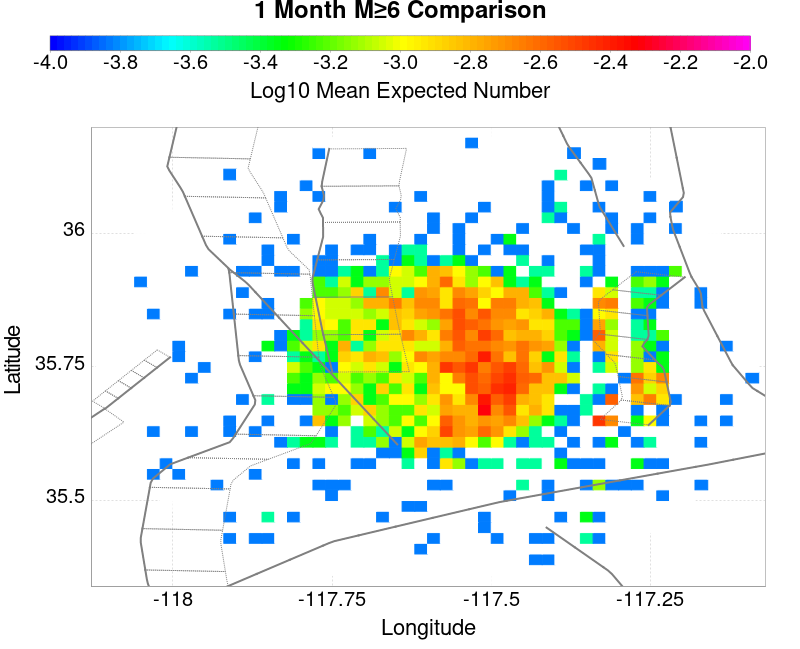 1 Month M≥6 Comparison
-4.0 -3.8 -3.6 -3.4 -3.2 -3.0 -2.8 -2.6 -2.4 -2.2 -2.0
Log10 Mean Expected Number
36
35.75
35.5
Latitude
-118 -117.75 -117.5 -117.25
Longitude